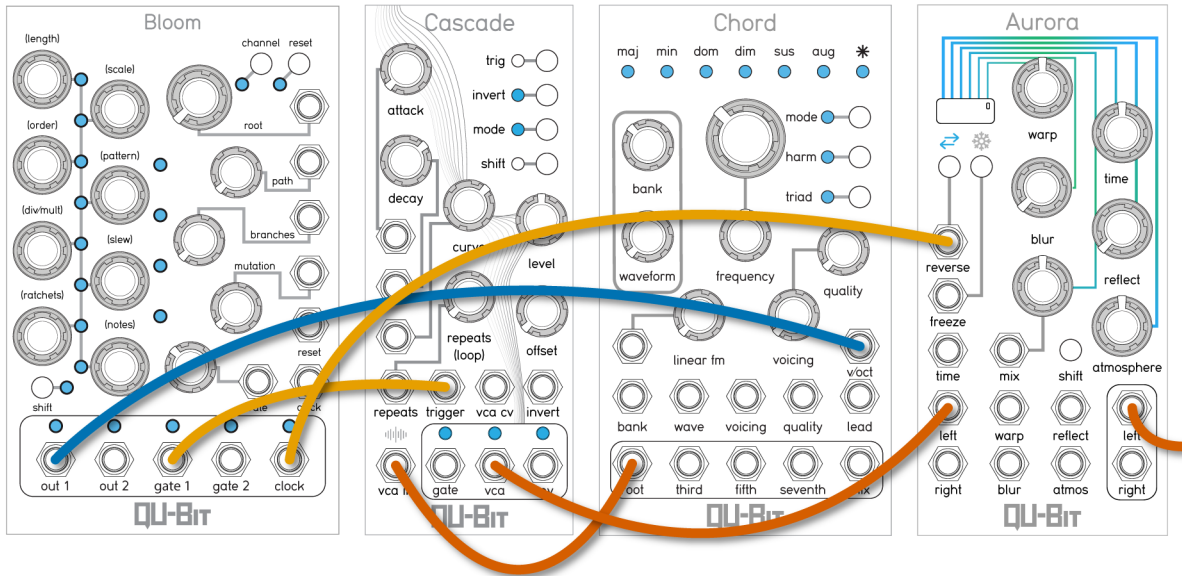 Bloom
(length)
channel
reset
(scale)
root
(order)
(pattern)
path
(div/mult)
branches
(slew)
mutation
(ratchets)
(notes)
reset
shift
out 1
out 2
gate 1
gate 2
clock
QU-BIT
Cascade
trig
attack
invert
mode
shift
decay
level
repeats
(loop)
offset
repeats
trigger
vca cv
invert
gate
vca
Chord
maj
min
dom
dim
sus
aug
mode
bank
harm
triad
waveform
frequency
quality
linear fm
voicing
v/oct
bank
wave
voicing
quality
lead
third
fifth
seventh
QU-BIT
Aurora
warp
time
blur
reverse
reflect
freeze
time
mix
shift
atmosphere
left
warp
reflect
left
right
blur
atmos
right
QU-BIT